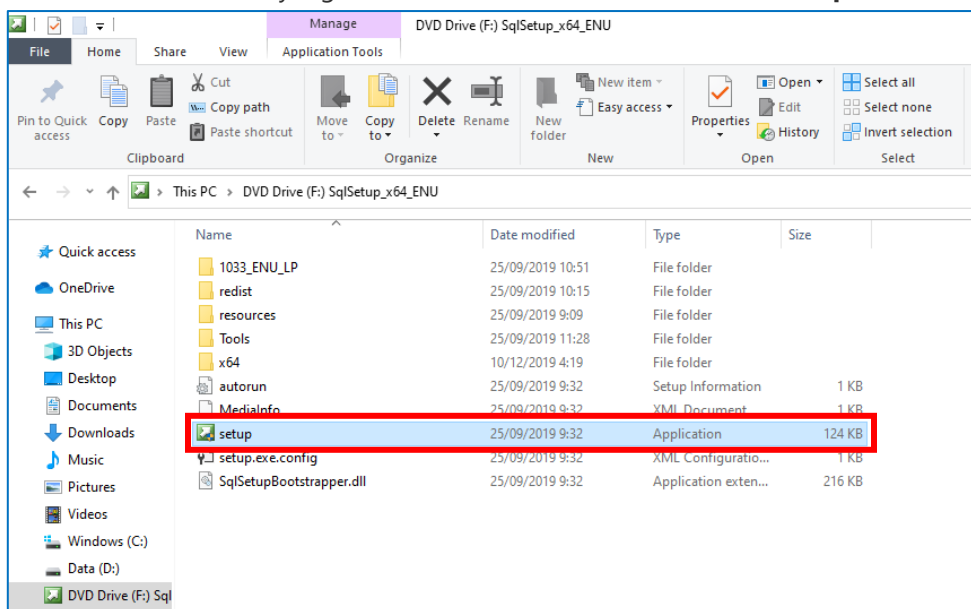 Manage DVD Drive (F:) SqlSetup_x64_ENU
File Home Share View Application Tools
Pin to Quick access
Copy
Paste
Cut
Copy path
Paste shortcut
Move to
Copy to
Delete
Rename
New folder
New item
Easy access
Properties
Open
Edit
History
Select all
Select none
Invert selection
Clipboard Organize New Open Select
This PC > DVD Drive (F:) SqlSetup_x64_ENU
Quick access
OneDrive
This PC
3D Objects
Desktop
Documents
Downloads
Music
Pictures
Videos
Windows (C:)
Data (D:)
DVD Drive (F:) Sql
Name Date modified Type Size
1033_ENU_LP 25/09/2019 10:51 File folder
redist 25/09/2019 10:15 File folder
resources 25/09/2019 9:09 File folder
Tools 25/09/2019 11:28 File folder
x64 10/12/2019 4:19 File folder
autorun 25/09/2019 9:32 Setup Information 1 KB
MediaInfo 25/09/2019 9:32 XML Document 1 KB
setup 25/09/2019 9:32 Application 124 KB
setup.exe.config 25/09/2019 9:32 XML Configuratio... 1 KB
SqlSetupBootstrapper.dll 25/09/2019 9:32 Application exten... 216 KB